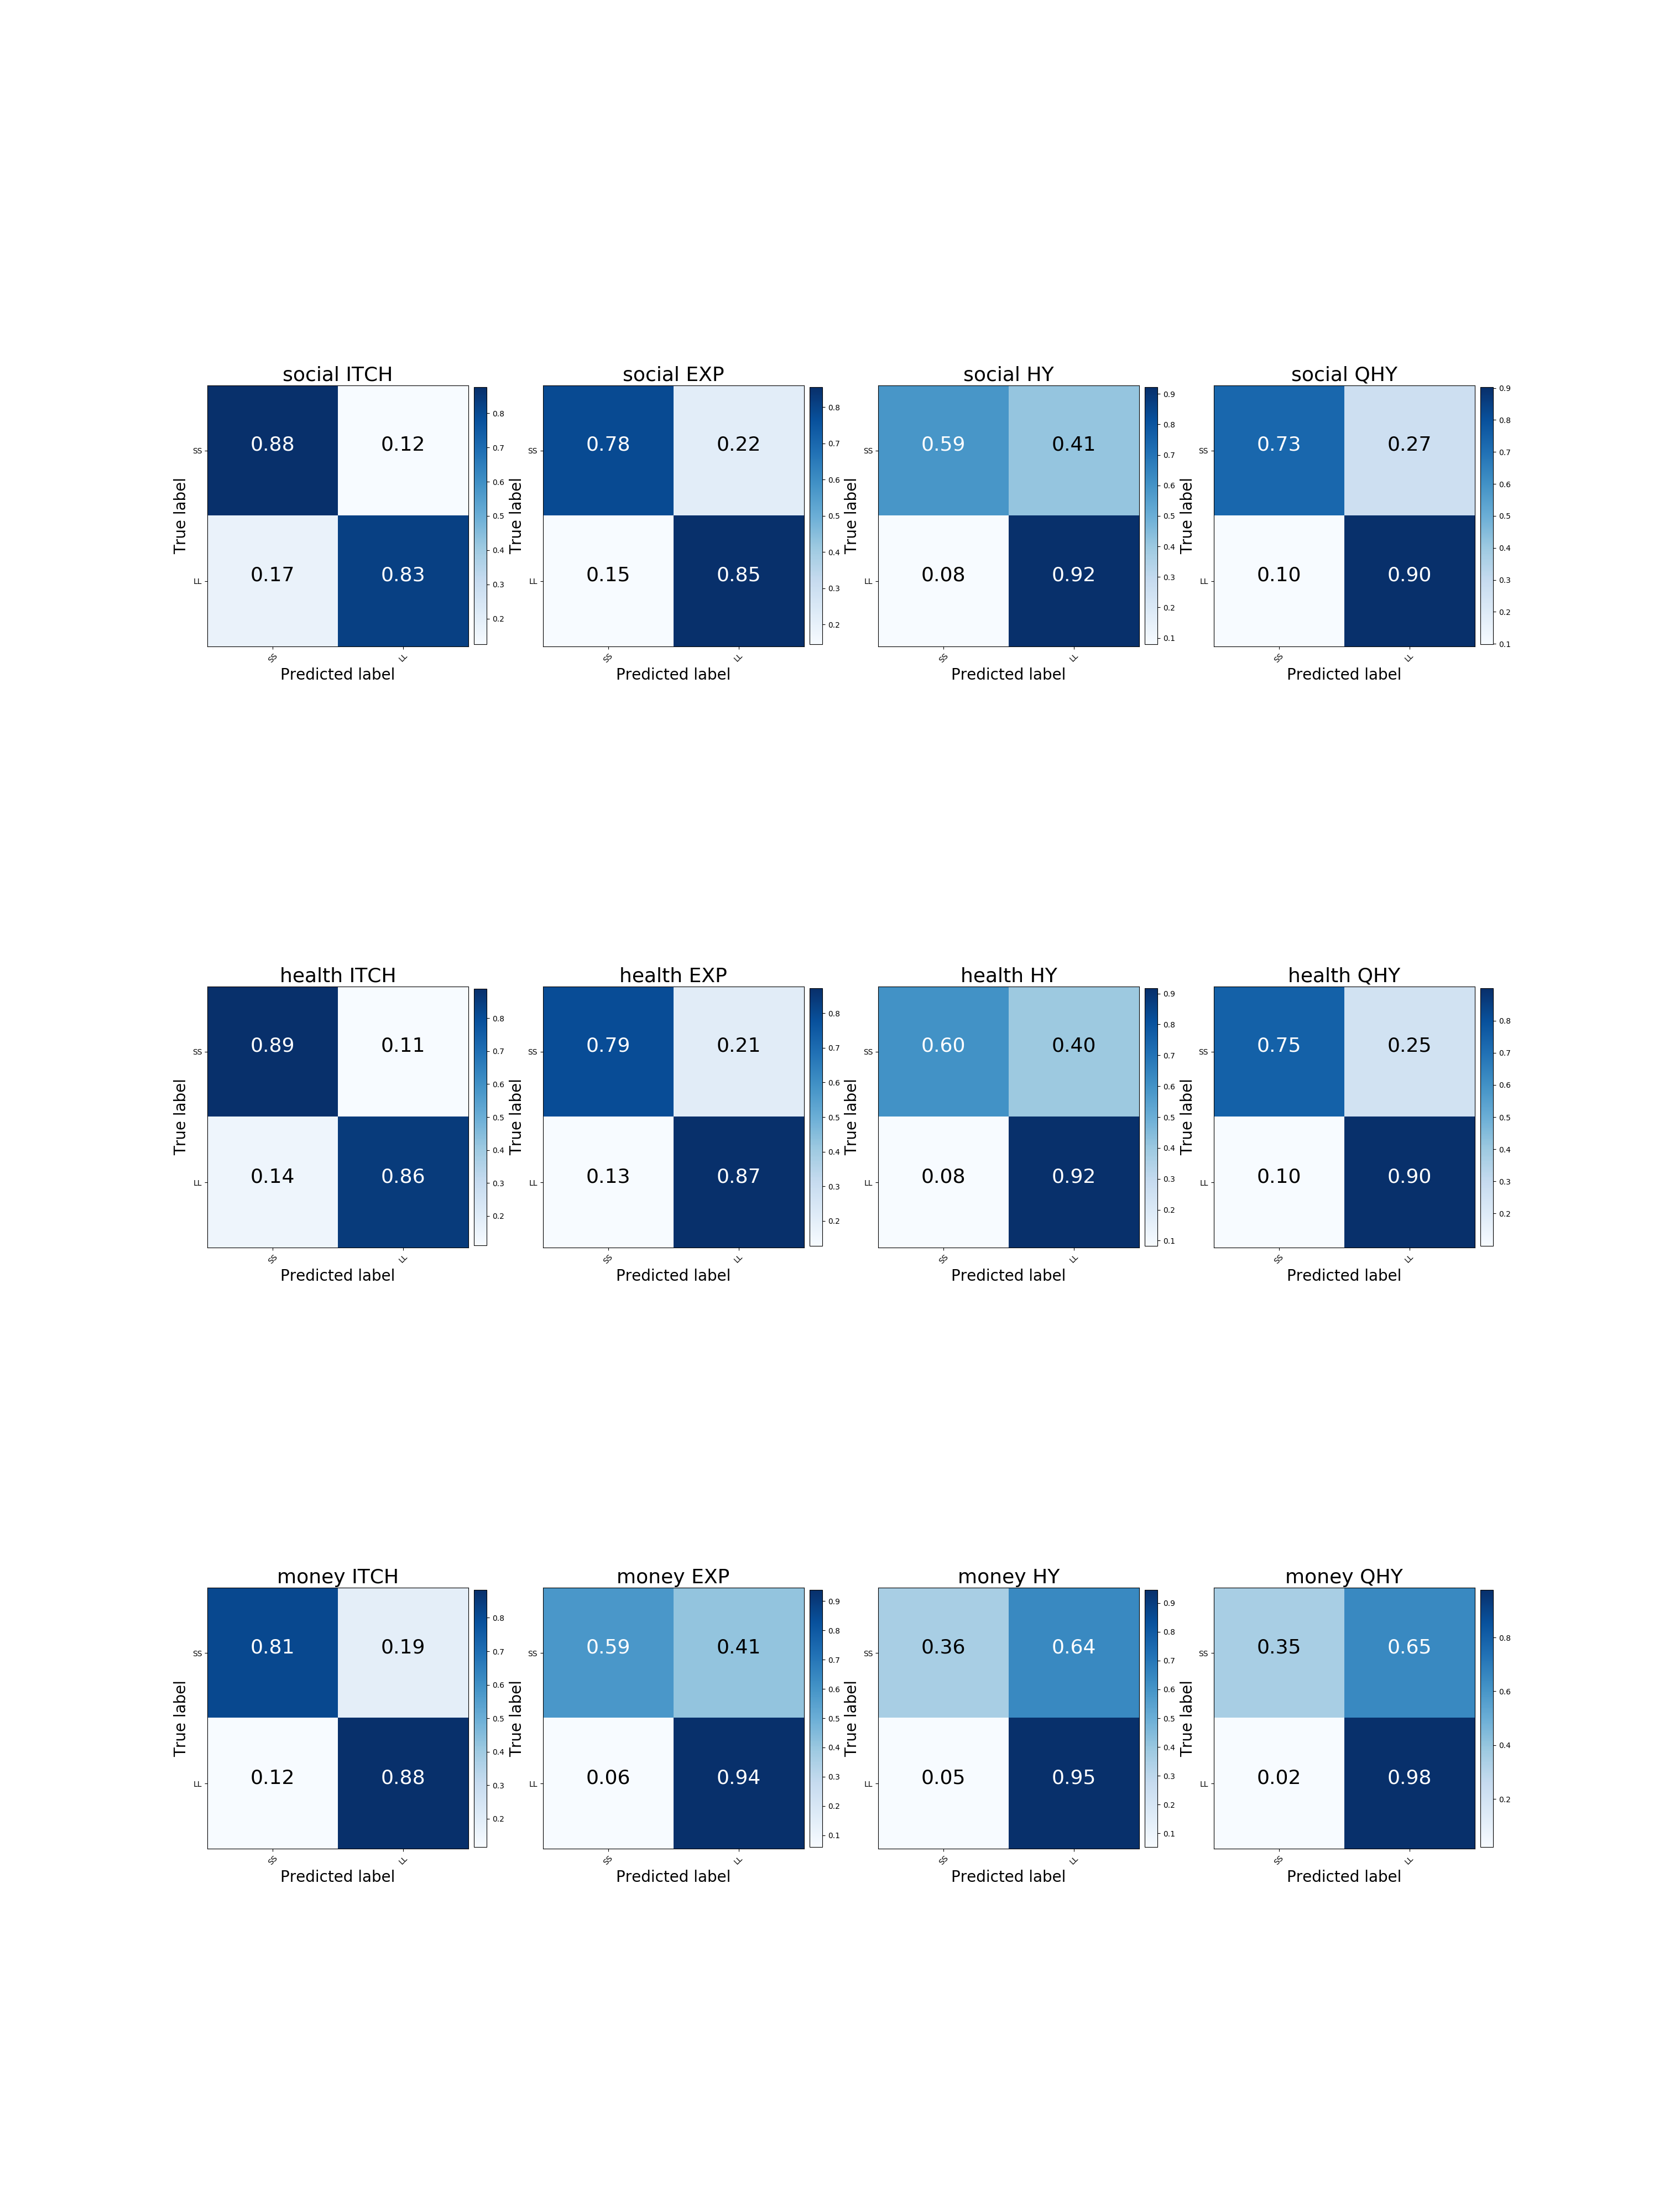 social ITCH
social EXP
social HY
social QHY
True label
SS
LL
0.88
0.12
0.17
0.83
SS
LL
Predicted label
0.8
0.7
0.6
0.5
0.4
0.3
0.2
True label
SS
LL
0.78
0.22
0.15
0.85
SS
LL
Predicted label
0.8
0.7
0.6
0.5
0.4
0.3
0.2
True label
SS
LL
0.59
0.41
0.08
0.92
SS
LL
Predicted label
0.9
0.8
0.7
0.6
0.5
0.4
0.3
0.2
0.1
True label
SS
LL
0.73
0.27
0.10
0.90
SS
LL
Predicted label
0.9
0.8
0.7
0.6
0.5
0.4
0.3
0.2
0.1
health ITCH
health EXP
health HY
health QHY
True label
SS
LL
0.89
0.11
0.14
0.86
SS
LL
Predicted label
0.8
0.7
0.6
0.5
0.4
0.3
0.2
True label
SS
LL
0.79
0.21
0.13
0.87
SS
LL
Predicted label
0.8
0.7
0.6
0.5
0.4
0.3
0.2
True label
SS
LL
0.60
0.40
0.08
0.92
SS
LL
Predicted label
0.9
0.8
0.7
0.6
0.5
0.4
0.3
0.2
0.1
True label
SS
LL
0.75
0.25
0.10
0.90
SS
LL
Predicted label
0.8
0.7
0.6
0.5
0.4
0.3
0.2
money ITCH
money EXP
money HY
money QHY
True label
SS
LL
0.81
0.19
0.12
0.88
SS
LL
Predicted label
0.8
0.7
0.6
0.5
0.4
0.3
0.2
True label
SS
LL
0.59
0.41
0.06
0.94
SS
LL
Predicted label
0.9
0.8
0.7
0.6
0.5
0.4
0.3
0.2
0.1
True label
SS
LL
0.36
0.64
0.05
0.95
SS
LL
Predicted label
0.9
0.8
0.7
0.6
0.5
0.4
0.3
0.2
0.1
True label
SS
LL
0.35
0.65
0.02
0.98
SS
LL
Predicted label
0.8
0.6
0.4
0.2